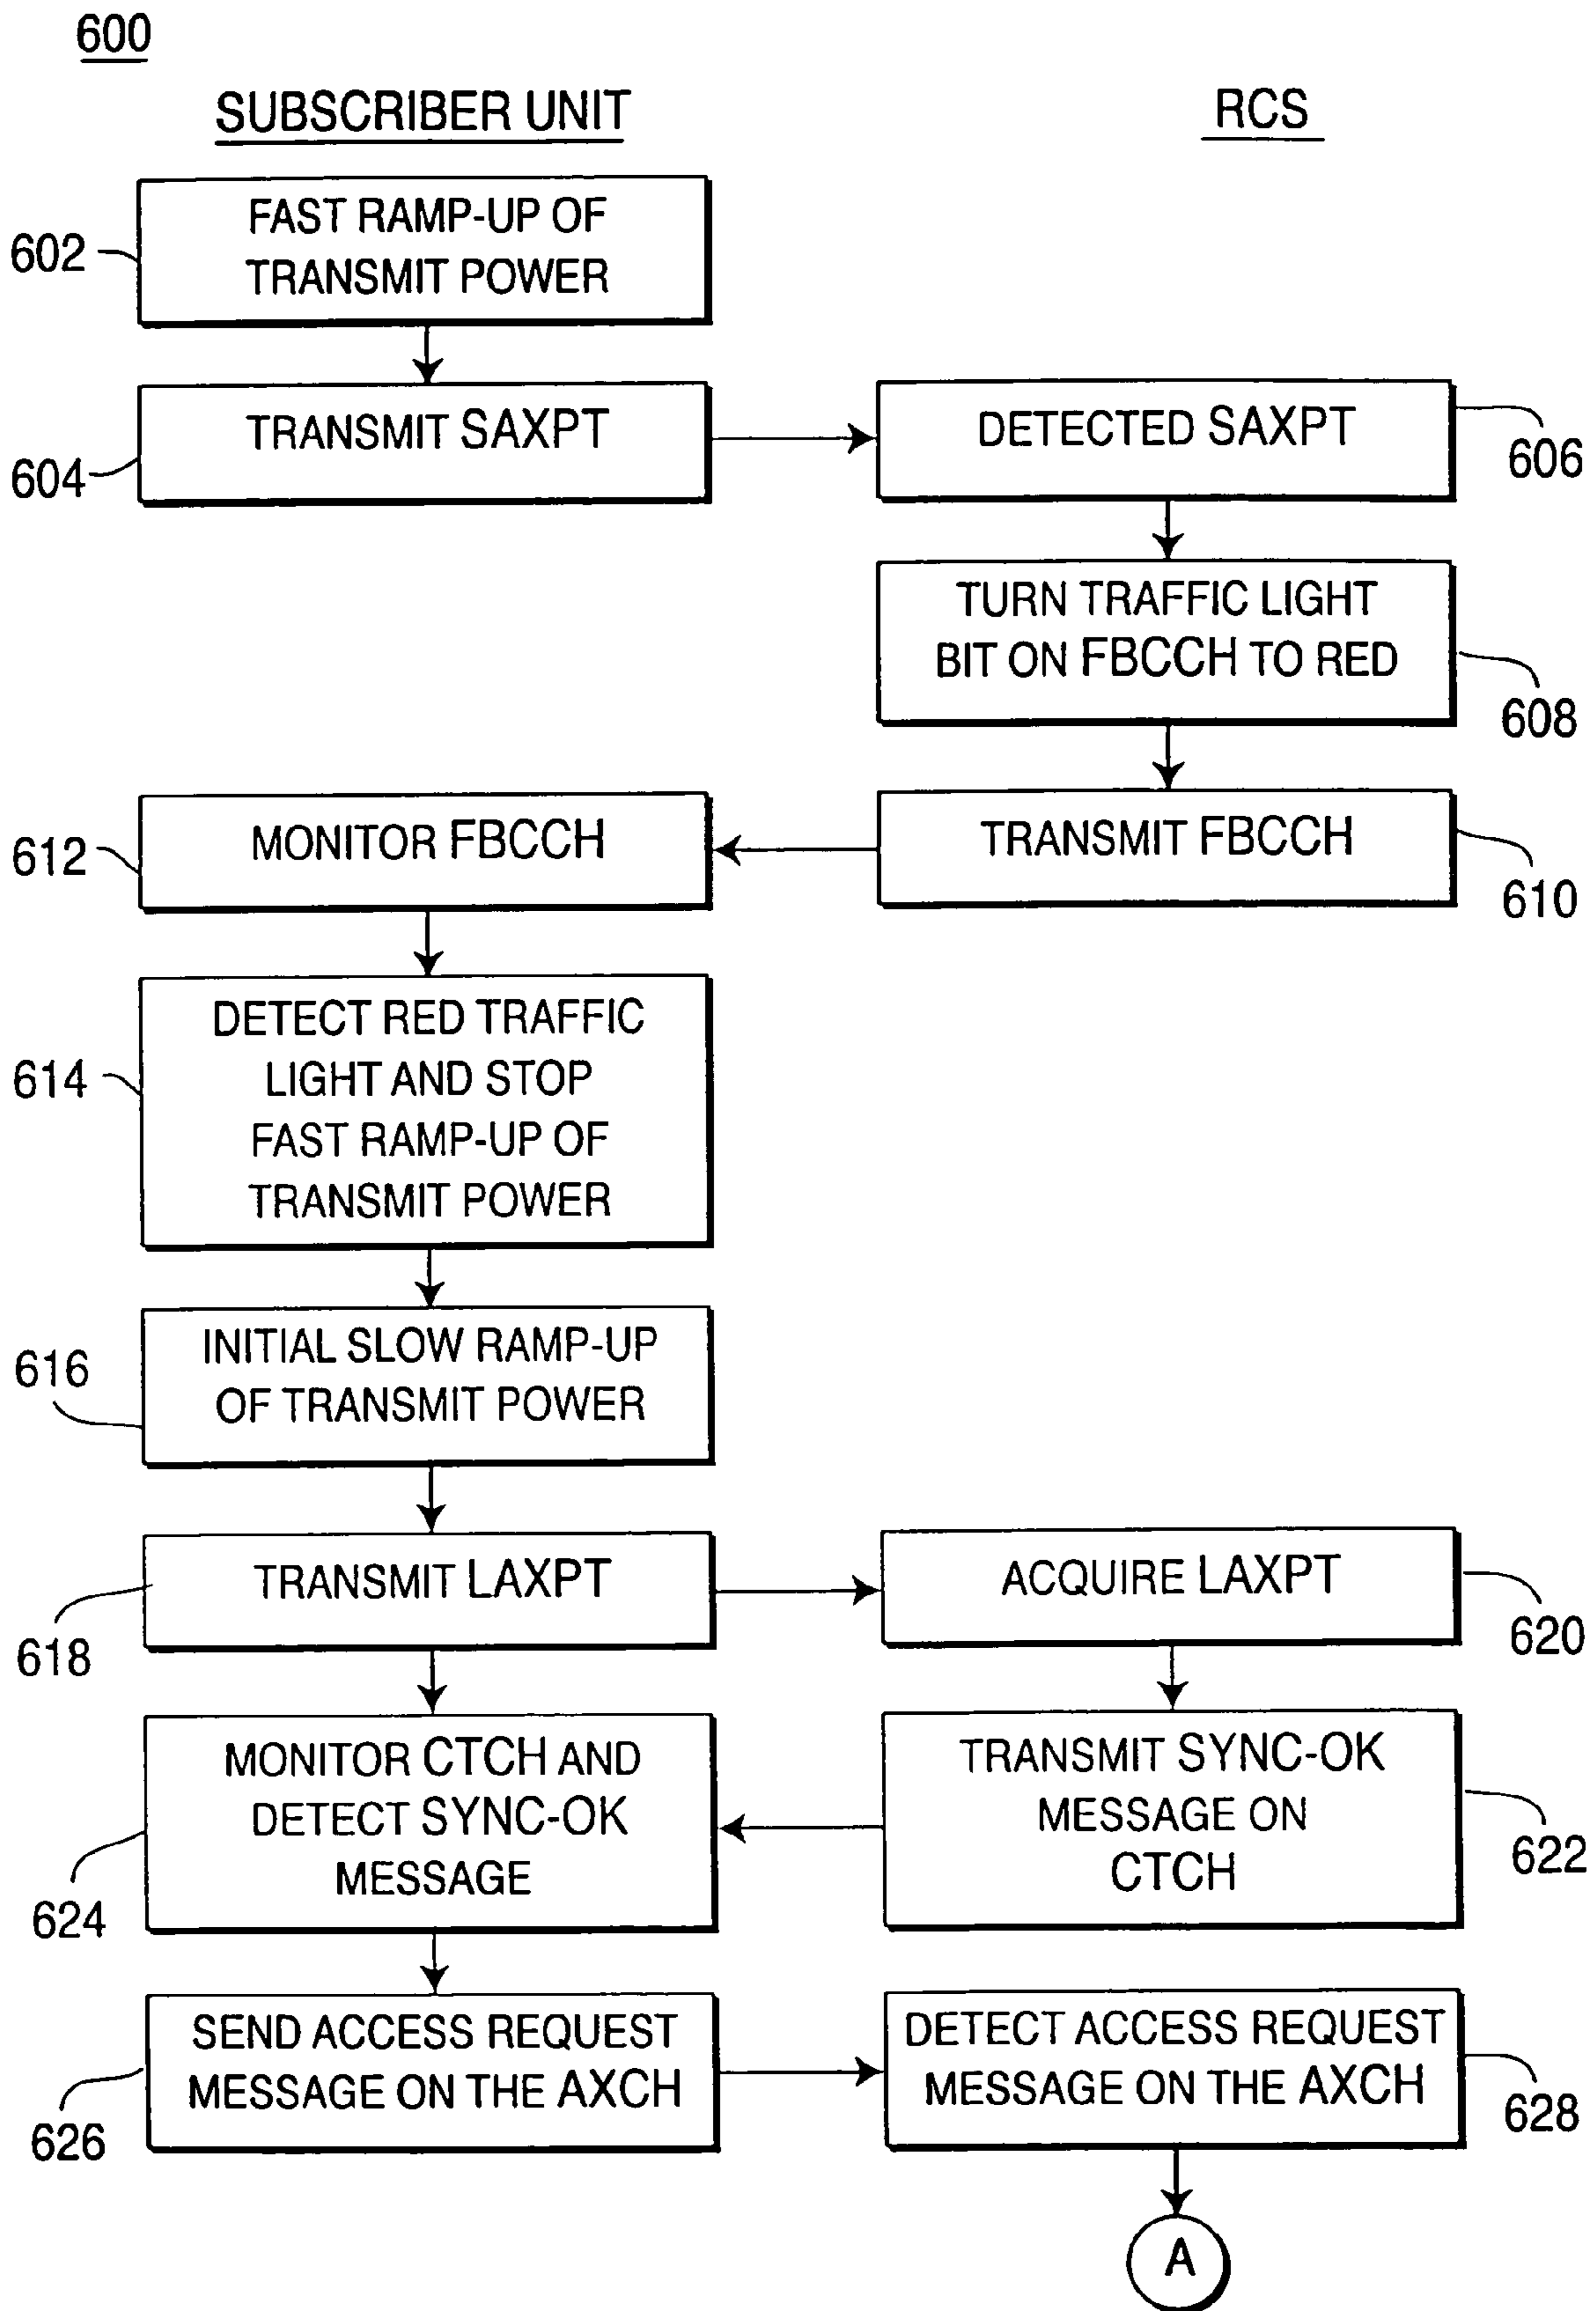 600
SUBSCRIBER UNIT
RCS
FAST RAMP-UP OF
TRANSMIT POWER
602
TRANSMIT SAXPT
604
DETECTED SAXPT
606
TURN TRAFFIC LIGHT
BIT ON FBCCH TO RED
608
TRANSMIT FBCCH
610
MONITOR FBCCH
612
DETECT RED TRAFFIC
LIGHT AND STOP
FAST RAMP-UP OF
TRANSMIT POWER
614
INITIAL SLOW RAMP-UP
OF TRANSMIT POWER
616
TRANSMIT LAXPT
618
ACQUIRE LAXPT
620
TRANSMIT SYNC-OK
MESSAGE ON
CTCH
622
MONITOR CTCH AND
DETECT SYNC-OK
MESSAGE
624
SEND ACCESS REQUEST
MESSAGE ON THE AXCH
626
DETECT ACCESS REQUEST
MESSAGE ON THE AXCH
628
A